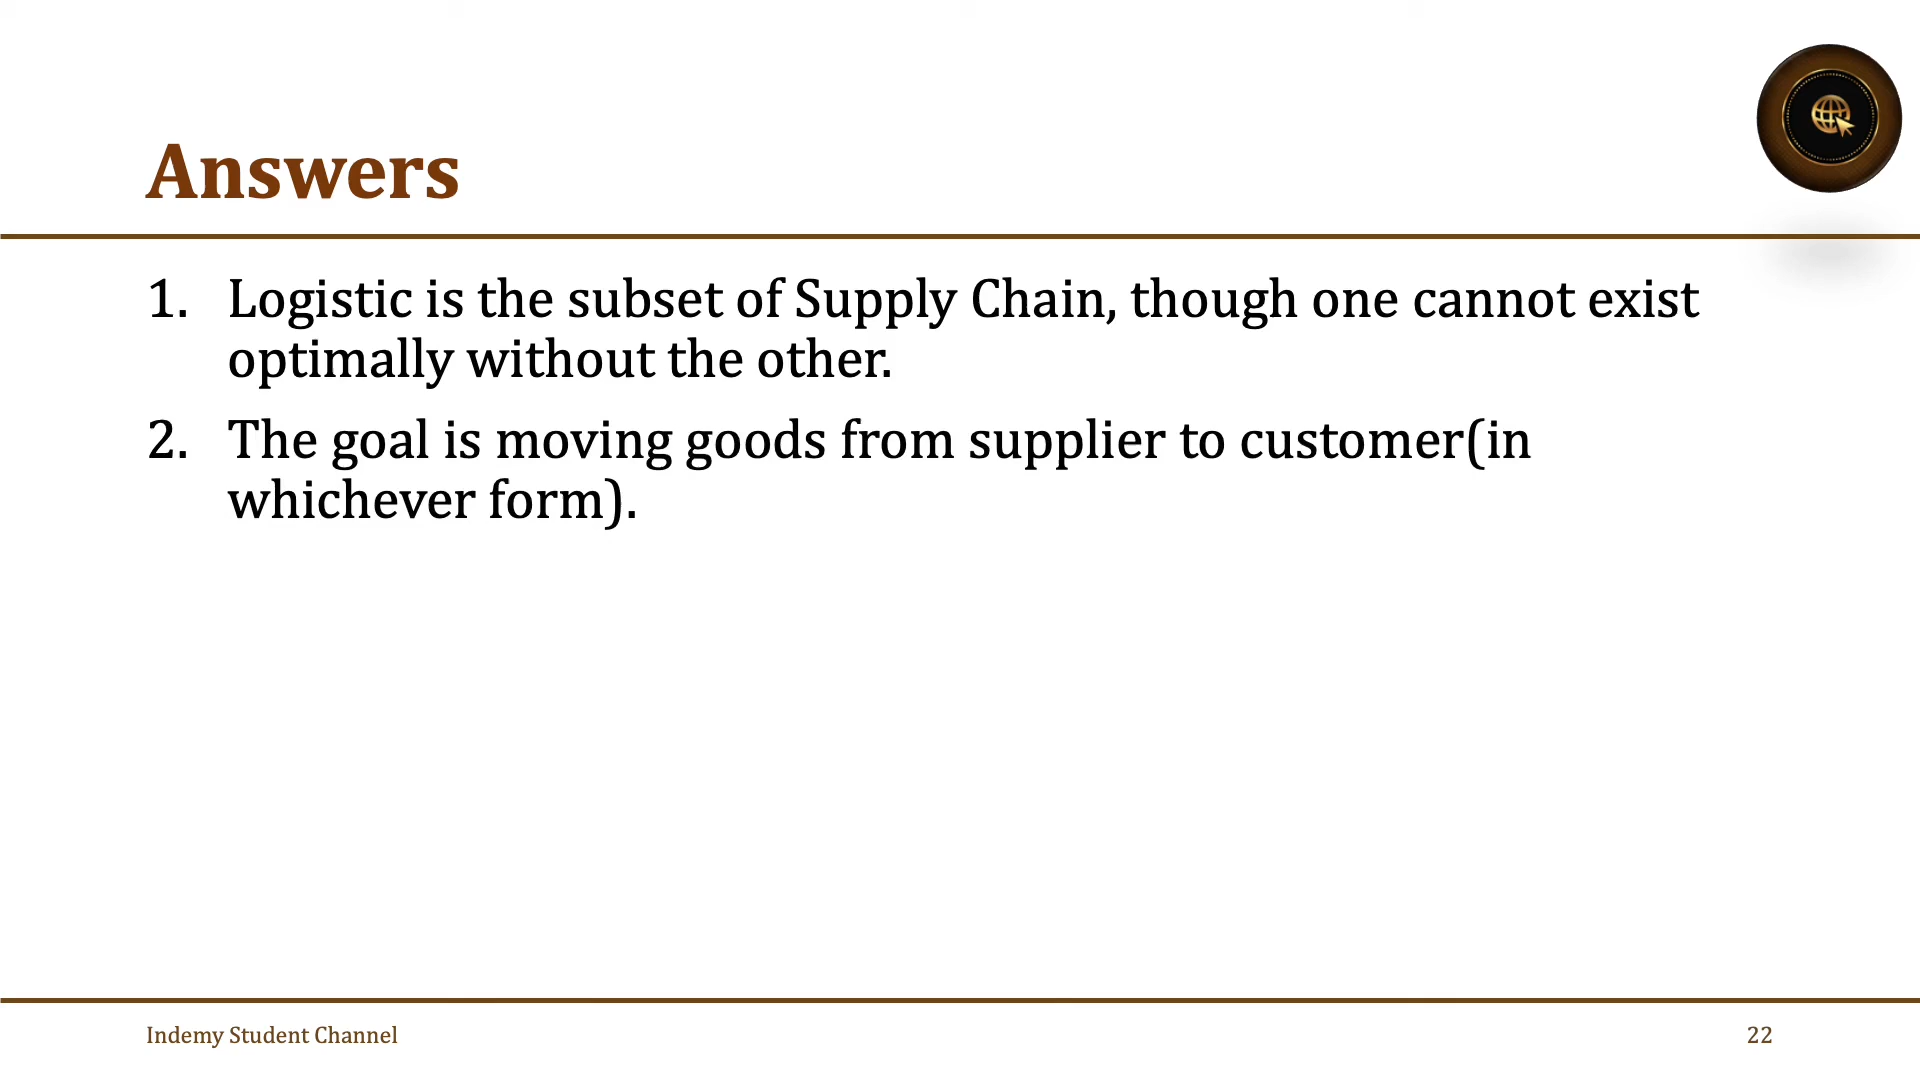 Answers
1. Logistic is the subset of Supply Chain, though one cannot exist
optimally without the other.
2. The goal is moving goods from supplier to customer(in
whichever form).
Indemy Student Channel
22